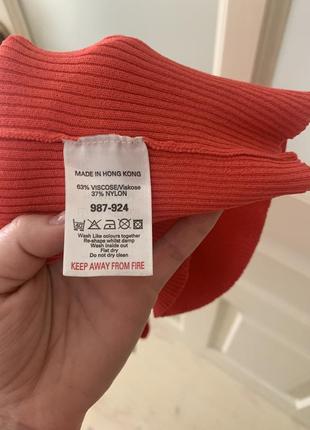 MADE IN HONG KONG
63% VISCOSE/Viskose
37% NYLON
987-924
Wash Like colours together
Re-shape whilst damp
Wash inside out
Flat dry
Do not dry clean
KEEP AWAY FROM FIRE